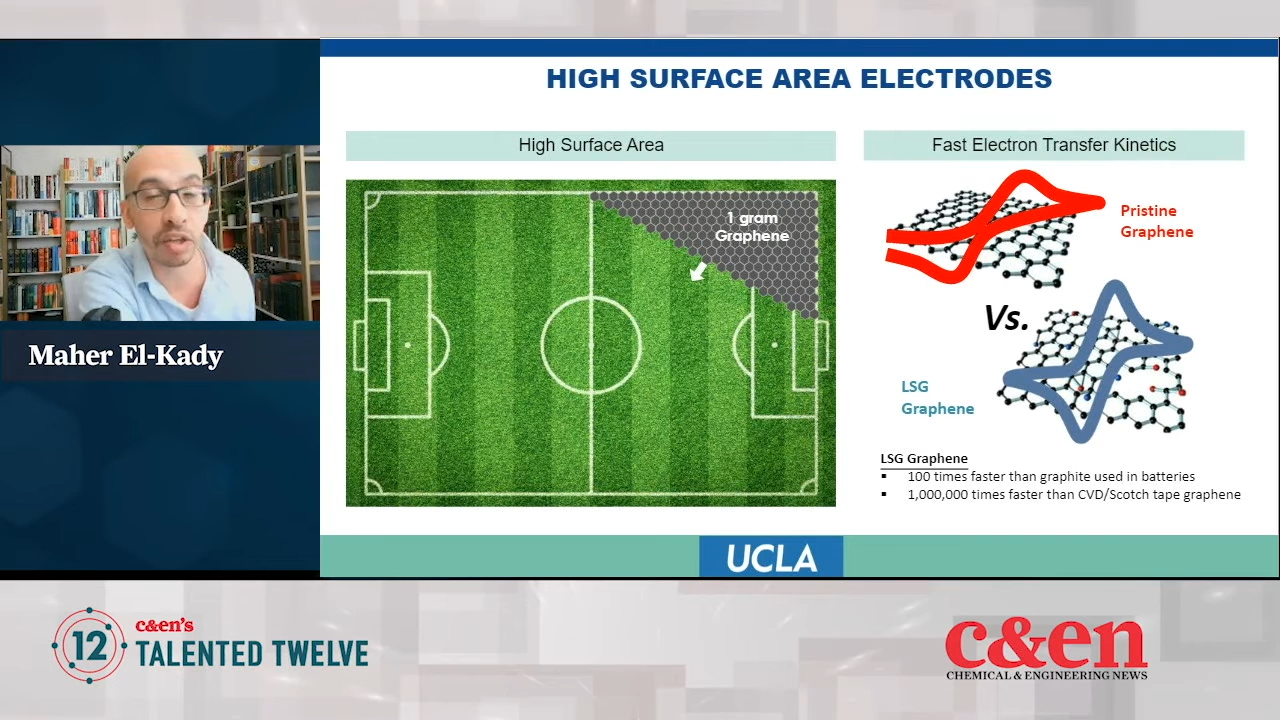 HIGH SURFACE AREA ELECTRODES
High Surface Area
Fast Electron Transfer Kinetics
1 gram
Graphene
Pristine
Graphene
Vs.
LSG
Graphene
LSG Graphene
▪ 100 times faster than graphite used in batteries
▪ 1,000,000 times faster than CVD/Scotch tape graphene
Maher El-Kady
UCLA
12
c&en's
TALENTED TWELVE
c&en
CHEMICAL & ENGINEERING NEWS